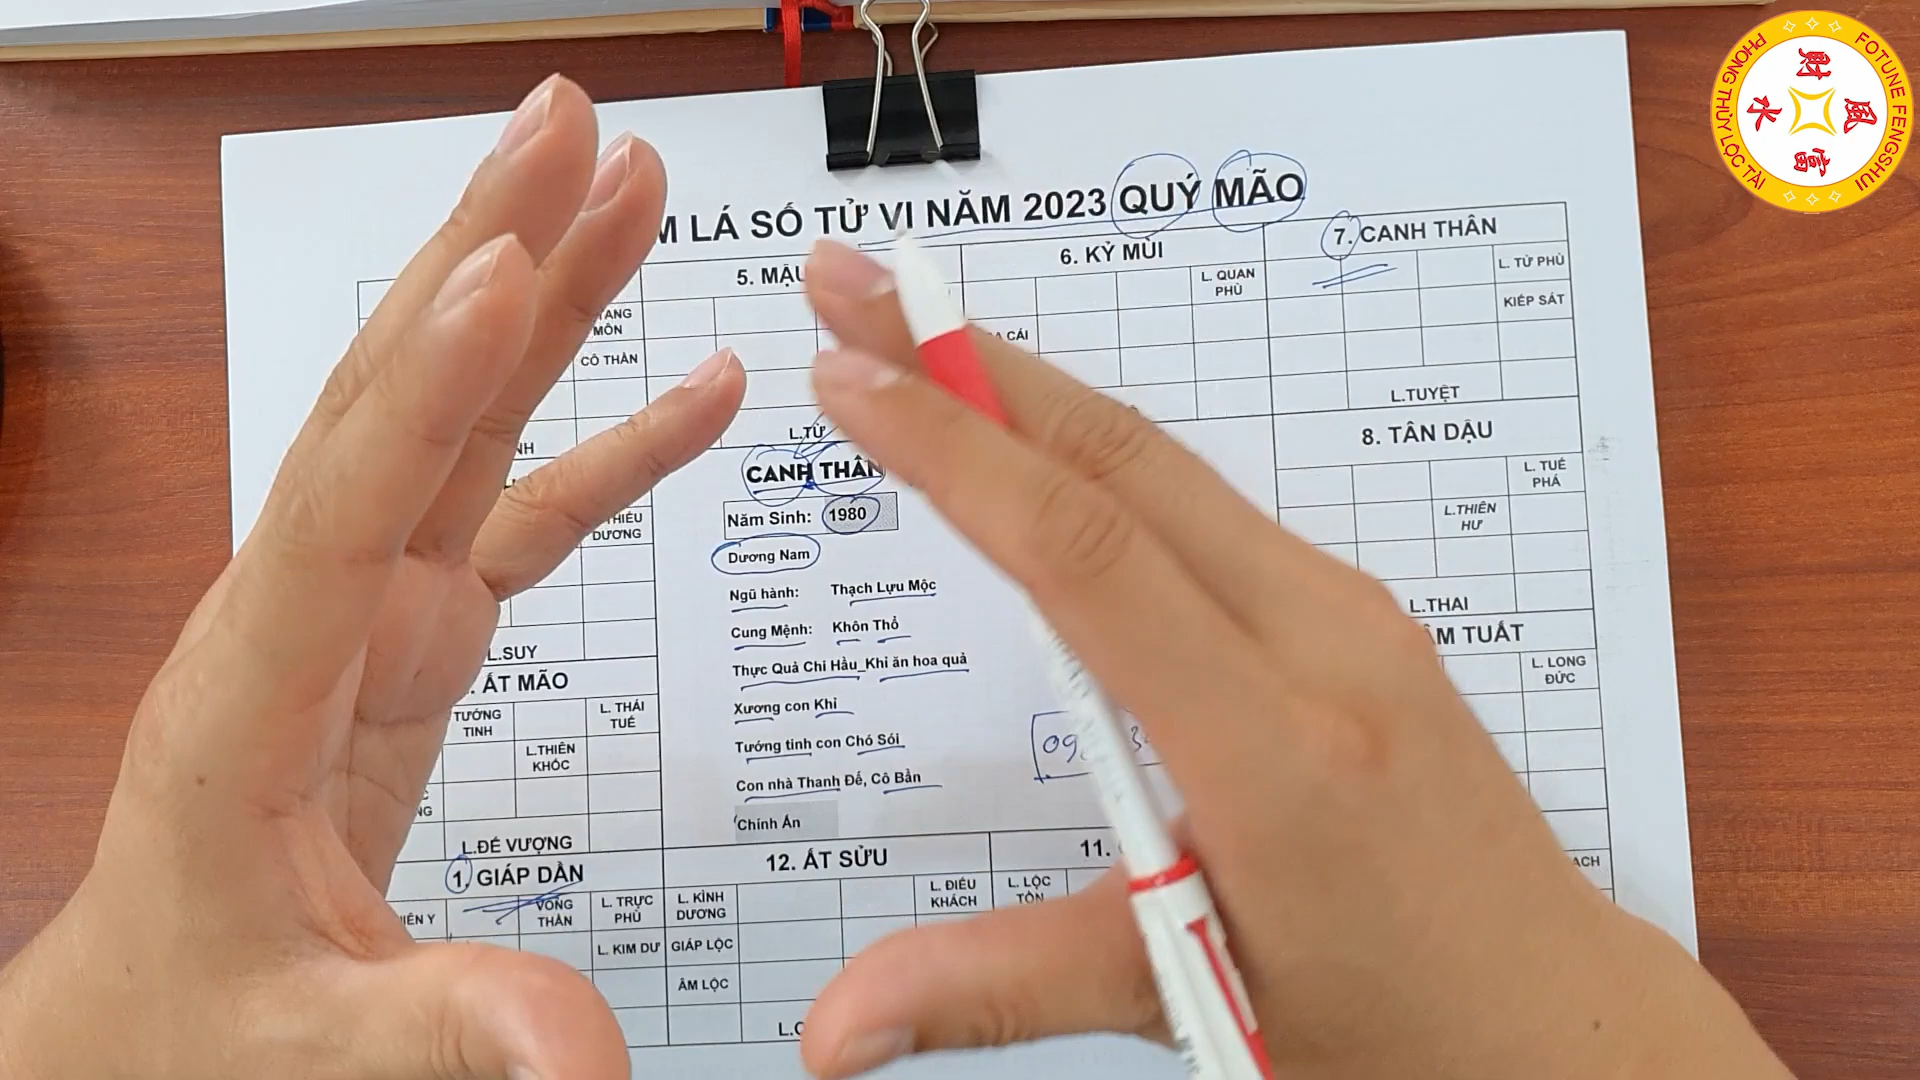 PHONG THỦY LỘC TÀI
FOTUNE FENGSHUI
財
風
富
水
LÁ SỐ TỬ VI NĂM 2023 QUÝ MÃO
5.
6. KỶ MÙI
7. CANH THÂN
L. QUAN PHÙ
L. TỬ PHÙ
KIẾP SÁT
MÔN
CÔ THẦN
CÁI
L.TUYỆT
L.TỬ
8. TÂN DẬU
L. TUẾ PHÁ
L.THIÊN HƯ
L.THAI
CANH THÂN
Năm Sinh: 1980
Dương Nam
Ngũ hành: Thạch Lựu Mộc
Cung Mệnh: Khôn Thổ
Thực Quả Chi Hầu_Khỉ ăn hoa quả
Xương con Khỉ
Tướng tinh con Chó Sói
Con nhà Thanh Đế, Cô Bần
Chính Ấn
DƯƠNG
L.SUY
ẤT MÃO
TƯỚNG TINH
L. THÁI TUẾ
L.THIÊN KHÓC
L.ĐẾ VƯỢNG
TUẤT
L. LONG ĐỨC
1. GIÁP DẦN
VONG THẦN
L. TRỰC PHÙ
L. KIM DƯ
12. ẤT SỬU
L. KÌNH DƯƠNG
L. ĐIẾU KHÁCH
GIÁP LỘC
ÂM LỘC
11.
L. LỘC TỒN